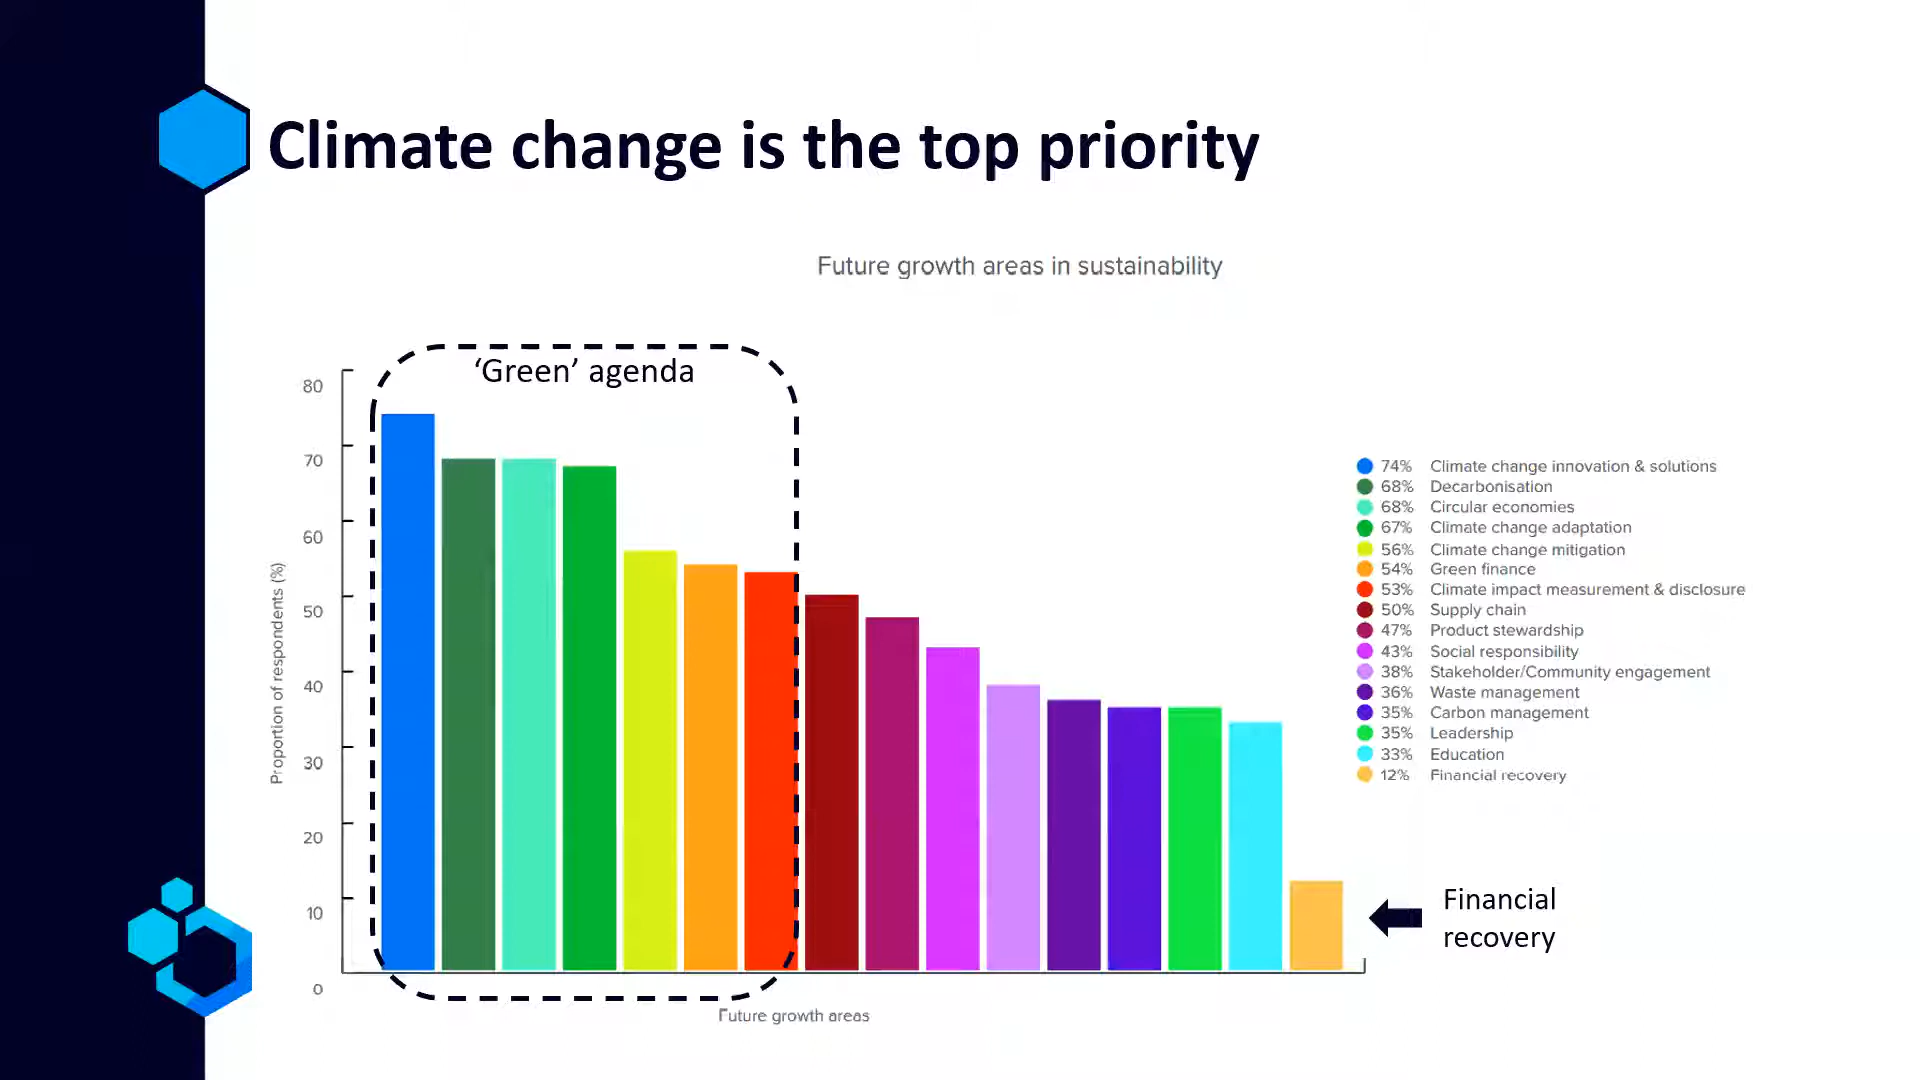 Climate change is the top priority
Future growth areas in sustainability
‘Green’ agenda
80
70
60
50
40
30
20
10
0
Proportion of respondents (%)
Future growth areas
74% Climate change innovation & solutions
68% Decarbonisation
68% Circular economies
67% Climate change adaptation
56% Climate change mitigation
54% Green finance
53% Climate impact measurement & disclosure
50% Supply chain
47% Product stewardship
43% Social responsibility
38% Stakeholder/Community engagement
36% Waste management
35% Carbon management
35% Leadership
33% Education
12% Financial recovery
Financial
recovery